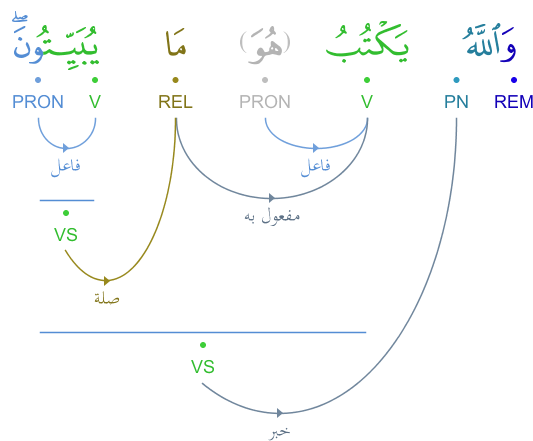 وَٱللَّهُ يَكْتُبُ (هُوَ) مَا يُبَيِّتُونَۖ
REM PN V PRON REL V PRON
فاعل فاعل
مفعول به
VS
صلة
VS
خبر